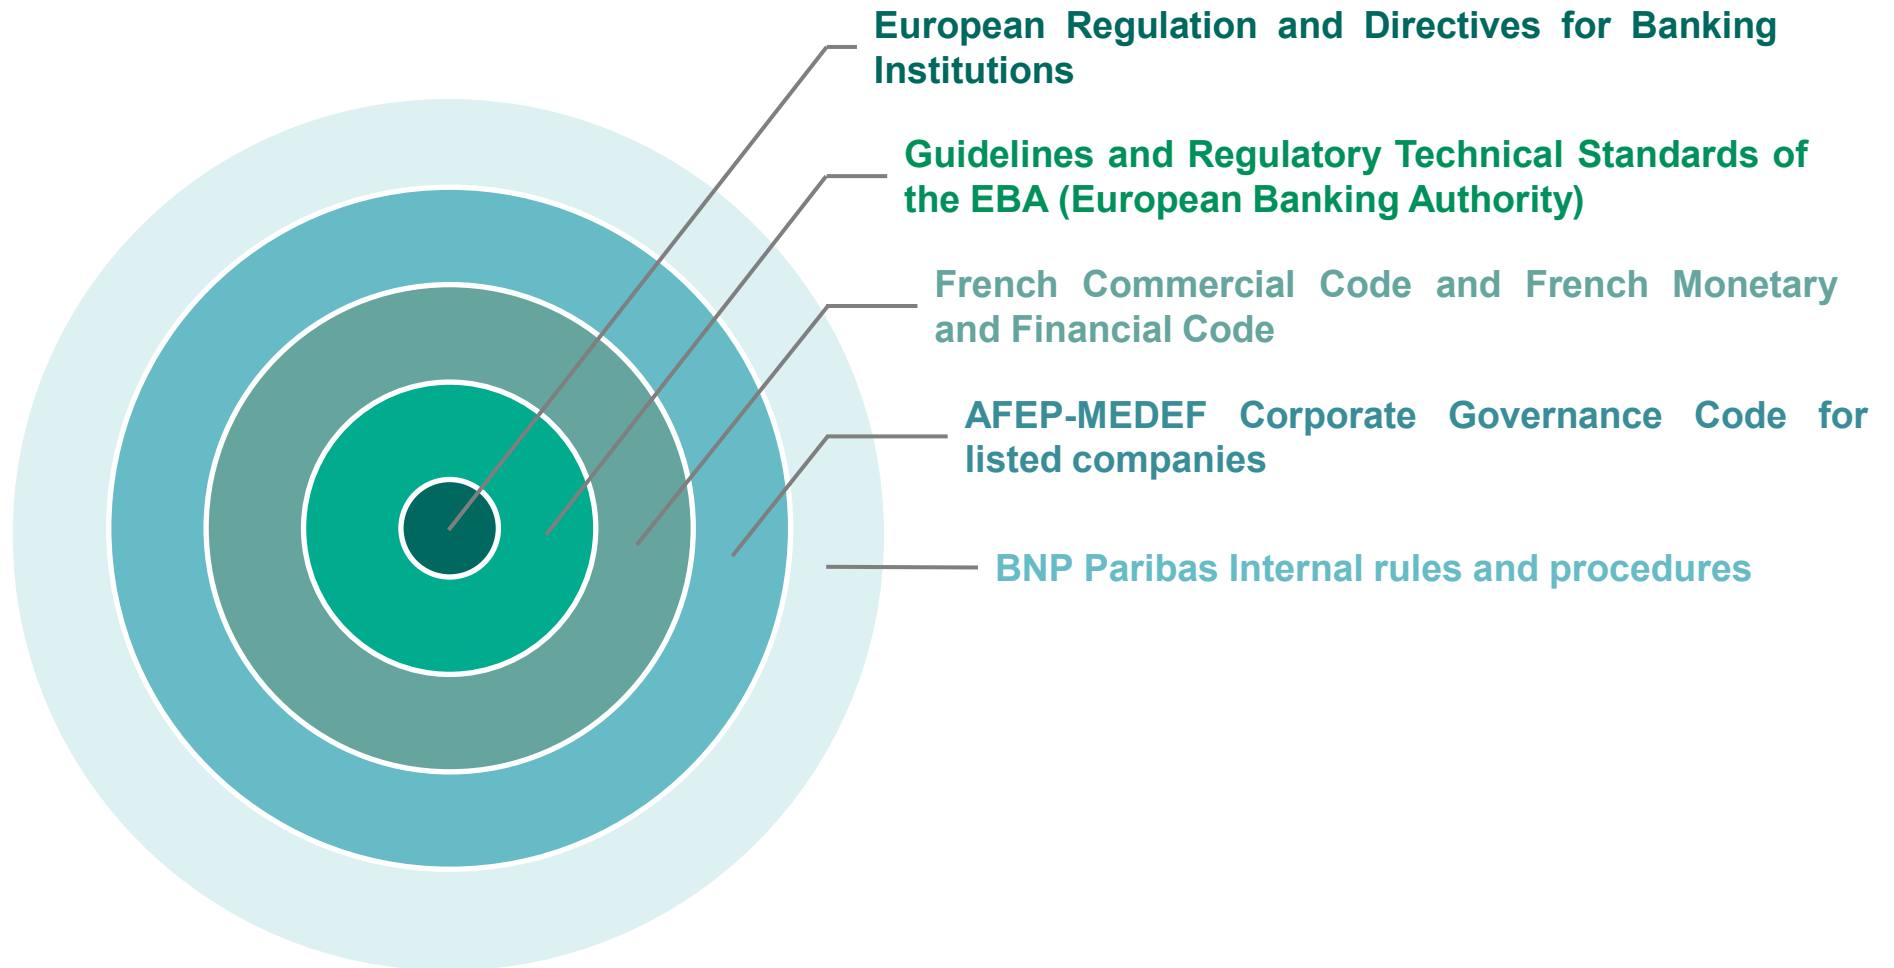 European Regulation and Directives for Banking
Institutions
Guidelines and Regulatory Technical Standards of
the EBA (European Banking Authority)
French Commercial Code and French Monetary
and Financial Code
AFEP-MEDEF Corporate Governance Code for
listed companies
BNP Paribas Internal rules and procedures